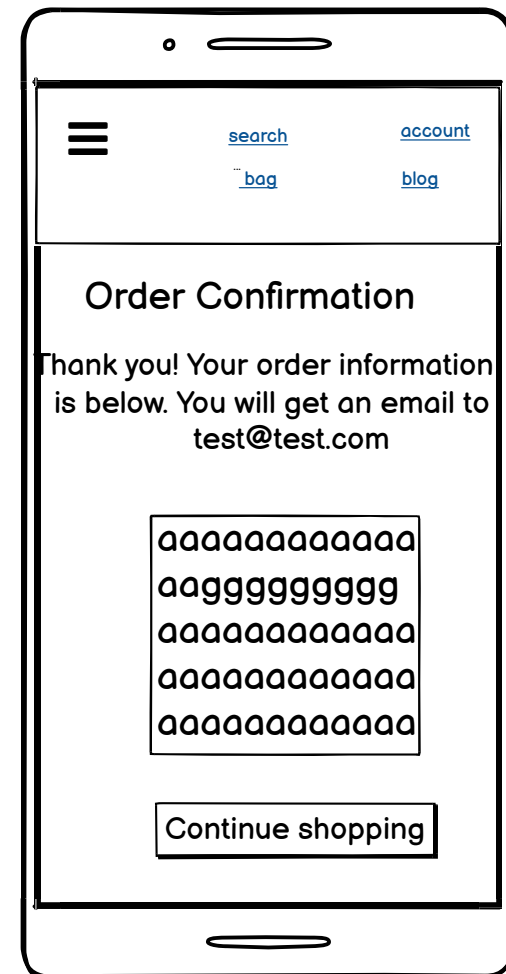 search account
... bag blog
Order Confirmation
Thank you! Your order information
is below. You will get an email to
test@test.com
aaaaaaaaaaaa
aaggggggggg
aaaaaaaaaaaa
aaaaaaaaaaaa
aaaaaaaaaaaa
Continue shopping